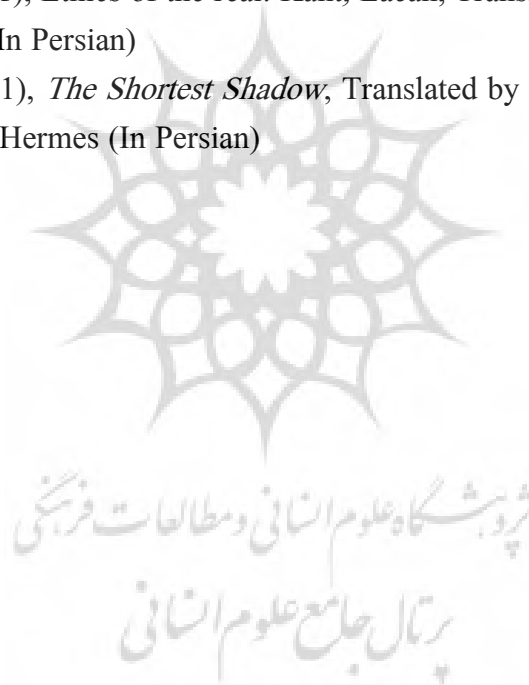 1), Ethics of the real: Kant, Lacan, Trans
In Persian)
1), The Shortest Shadow, Translated by
Hermes (In Persian)
پژوهشگاه علوم انسانی و مطالعات فرهنگی
پرتال جامع علوم انسانی